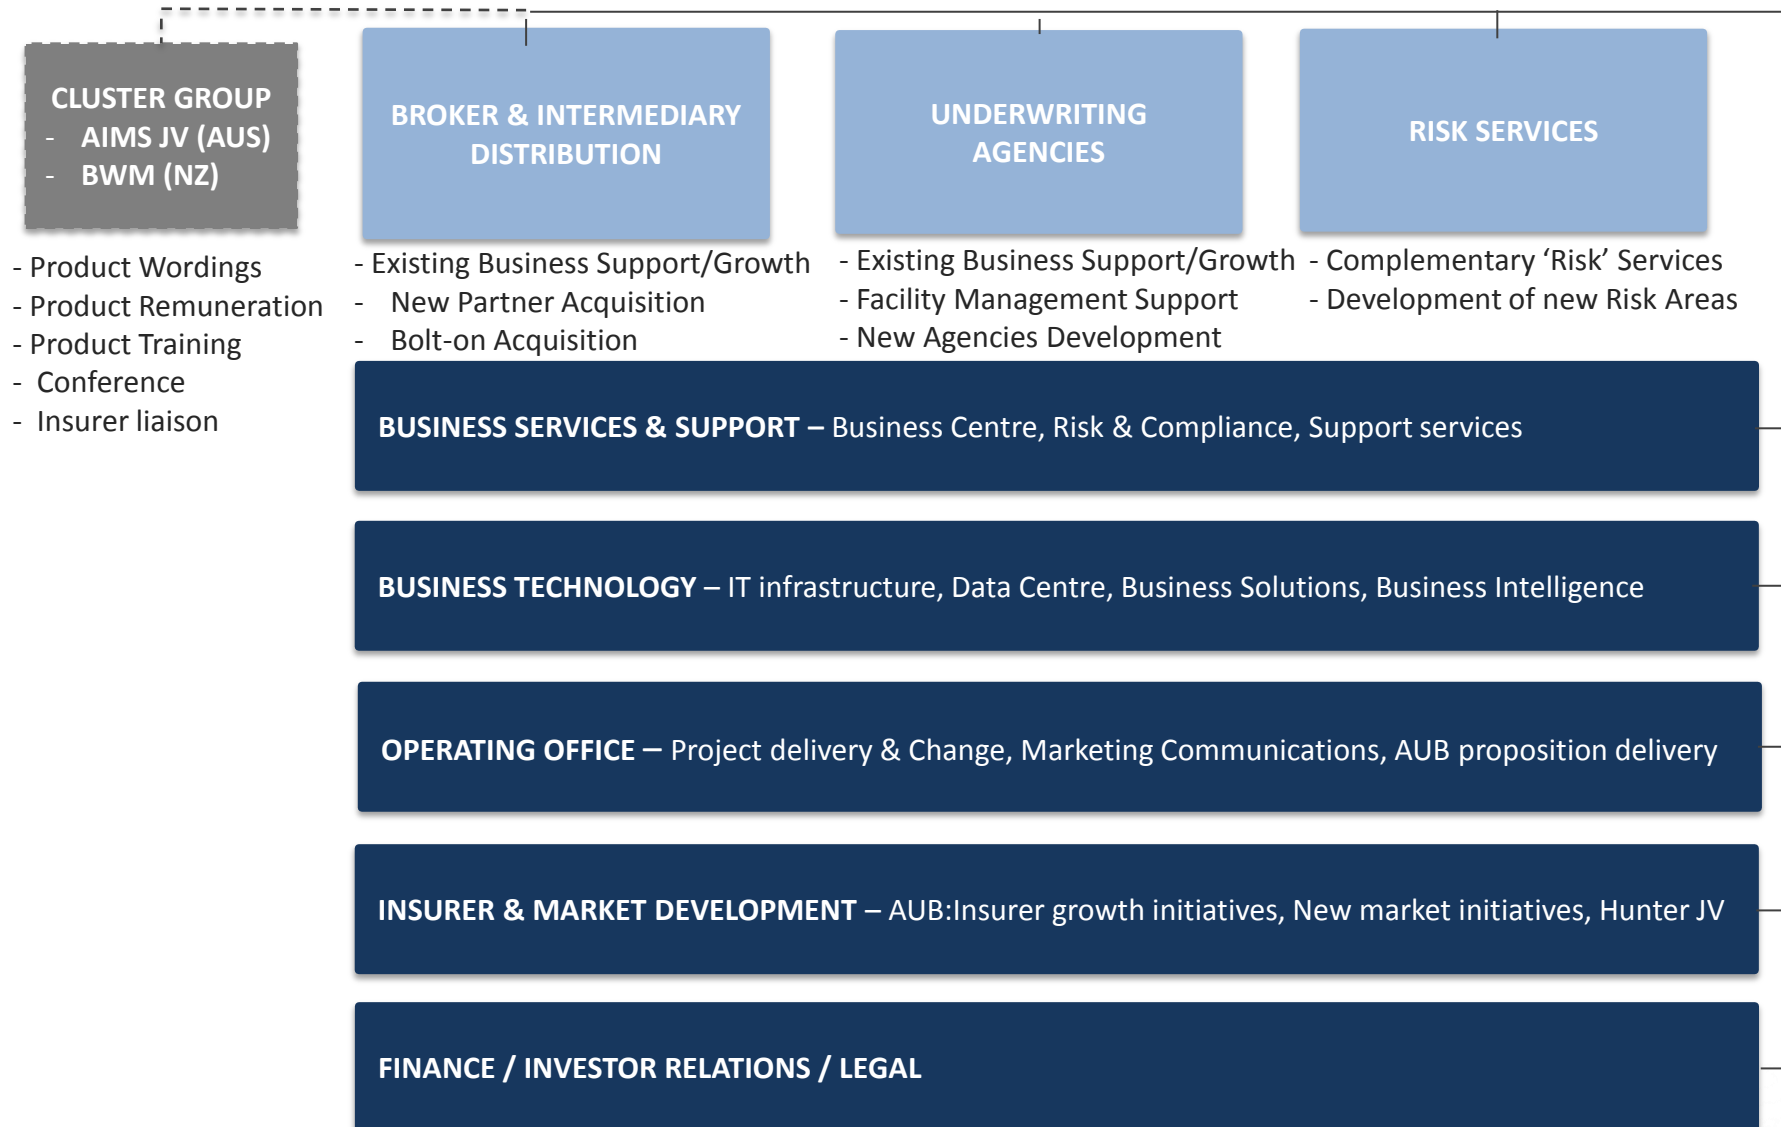 CLUSTER GROUP
- AIMS JV (AUS)
- BWM (NZ)
- Product Wordings
- Product Remuneration
- Product Training
- Conference
- Insurer liaison
BROKER & INTERMEDIARY
DISTRIBUTION
- Existing Business Support/Growth
- New Partner Acquisition
- Bolt-on Acquisition
UNDERWRITING
AGENCIES
- Existing Business Support/Growth
- Facility Management Support
- New Agencies Development
RISK SERVICES
- Complementary ‘Risk’ Services
- Development of new Risk Areas
BUSINESS SERVICES & SUPPORT – Business Centre, Risk & Compliance, Support services
BUSINESS TECHNOLOGY – IT infrastructure, Data Centre, Business Solutions, Business Intelligence
OPERATING OFFICE – Project delivery & Change, Marketing Communications, AUB proposition delivery
INSURER & MARKET DEVELOPMENT – AUB:Insurer growth initiatives, New market initiatives, Hunter JV
FINANCE / INVESTOR RELATIONS / LEGAL